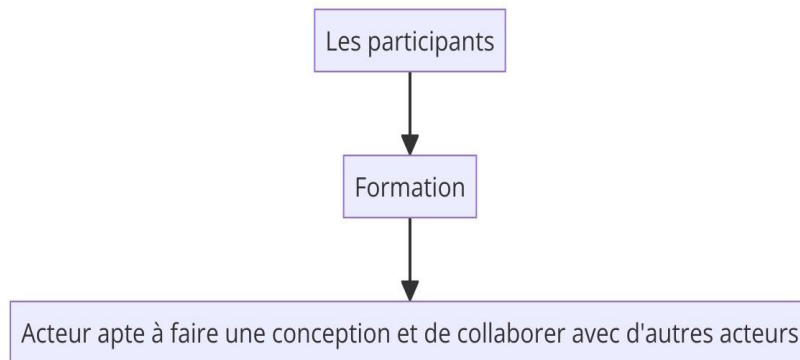 Les participants
Formation
Acteur apte à faire une conception et de collaborer avec d'autres acteurs